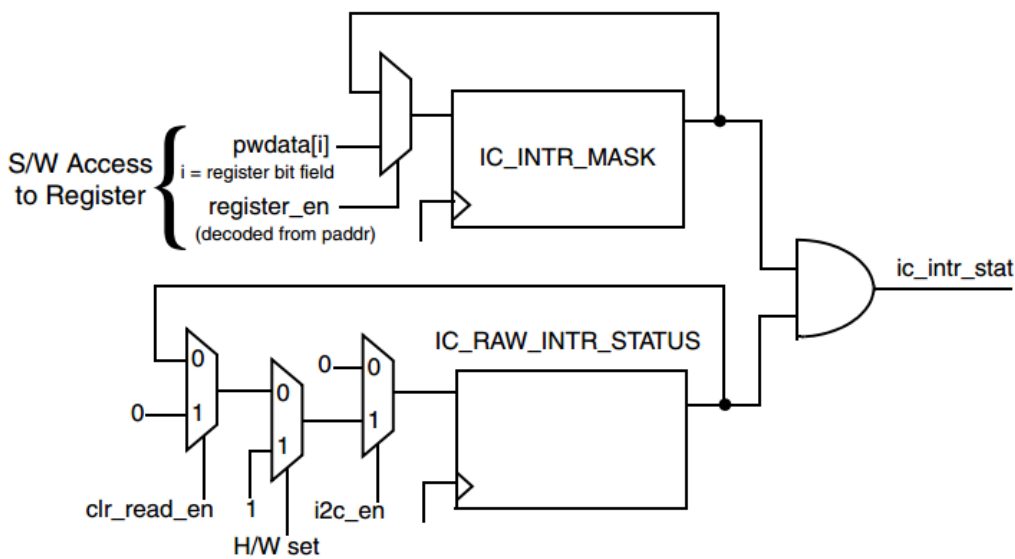 S/W Access
to Register
pwdata[i]
i = register bit field
register_en
(decoded from paddr)
IC_INTR_MASK
ic_intr_stat
IC_RAW_INTR_STATUS
0
1
0
0
1
0
0
1
clr_read_en
1
H/W set
i2c_en